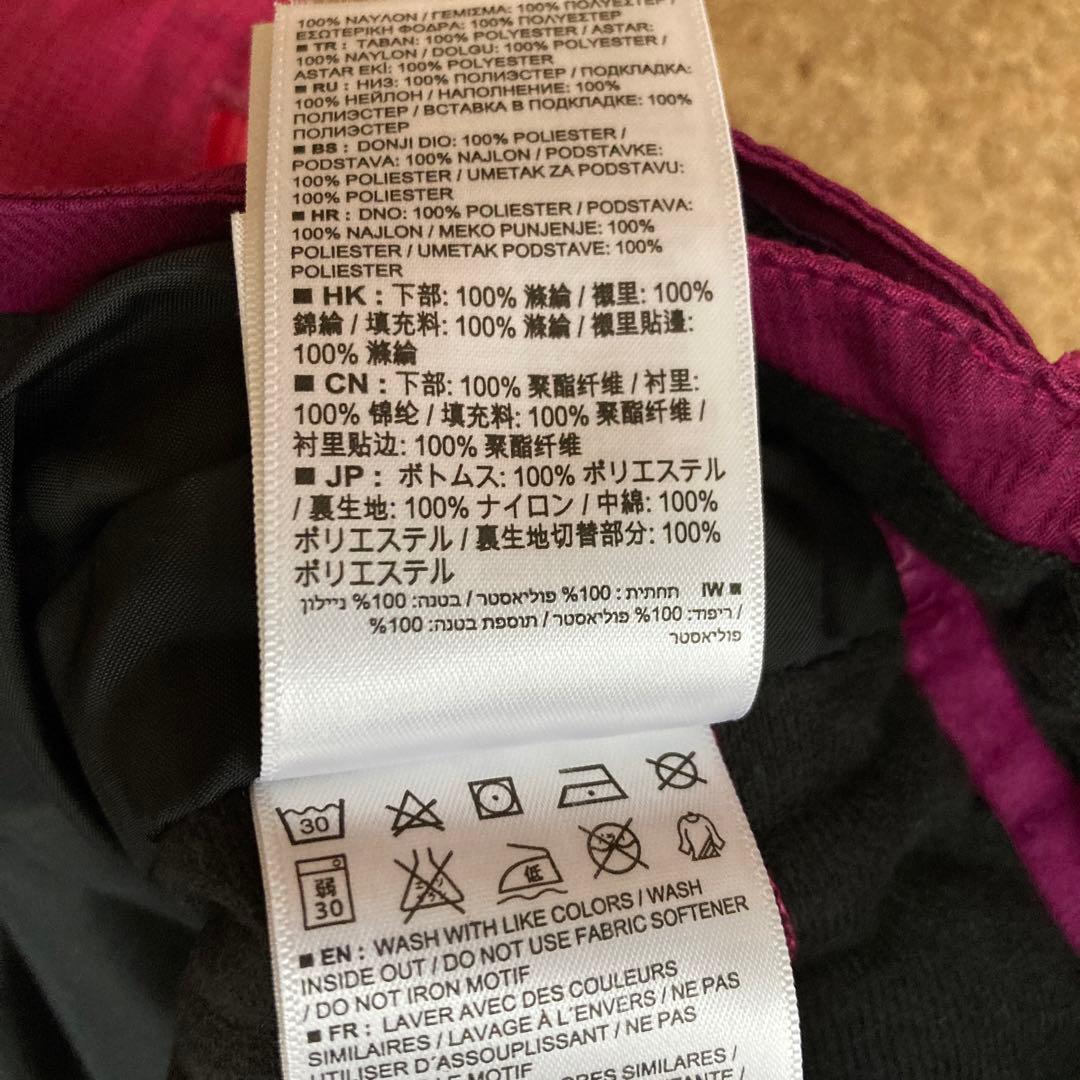 100% ΝΑΥΛΟΝ / ΓΕΜΙΣΜΑ: 100% ΠΟΛΥΕΣΤΕΡ /
ΕΣΩΤΕΡΙΚΗ ΦΟΔΡΑ: 100% ΠΟΛΥΕΣΤΕΡ
■ TR : TABAN: 100% POLYESTER / ASTAR:
100% NAYLON / DOLGU: 100% POLYESTER /
ASTAR EKİ: 100% POLYESTER
■ RU : НИЗ: 100% ПОЛИЭСТЕР / ПОДКЛАДКА:
100% НЕЙЛОН / НАПОЛНЕНИЕ: 100%
ПОЛИЭСТЕР / ВСТАВКА В ПОДКЛАДКЕ: 100%
ПОЛИЭСТЕР
■ BS : DONJI DIO: 100% POLIESTER /
PODSTAVA: 100% NAJLON / PODSTAVKE:
100% POLIESTER / UMETAK ZA PODSTAVU:
100% POLIESTER
■ HR : DNO: 100% POLIESTER / PODSTAVA:
100% NAJLON / MEKO PUNJENJE: 100%
POLIESTER / UMETAK PODSTAVE: 100%
POLIESTER
■ HK : 下部: 100% 滌綸 / 襯里: 100%
錦綸 / 填充料: 100% 滌綸 / 襯里貼邊:
100% 滌綸
■ CN : 下部: 100% 聚酯纤维 / 衬里:
100% 锦纶 / 填充料: 100% 聚酯纤维 /
衬里贴边: 100% 聚酯纤维
■ JP : ボトムス: 100% ポリエステル
/ 裏生地: 100% ナイロン / 中綿: 100%
ポリエステル / 裏生地切替部分: 100%
ポリエステル
■ IW תחתית : 100% פוליאסטר / בטנה: 100% ניילון
/ ריפוד: 100% פוליאסטר / תוספת בטנה: 100%
פוליאסטר
30
弱 30 低
■ EN : WASH WITH LIKE COLORS / WASH
INSIDE OUT / DO NOT USE FABRIC SOFTENER
/ DO NOT IRON MOTIF
■ FR : LAVER AVEC DES COULEURS
SIMILAIRES / LAVAGE À L´ENVERS / NE PAS
UTILISER D´ASSOUPLISSANT / NE PAS
LE MOTIF
SIMILARES /